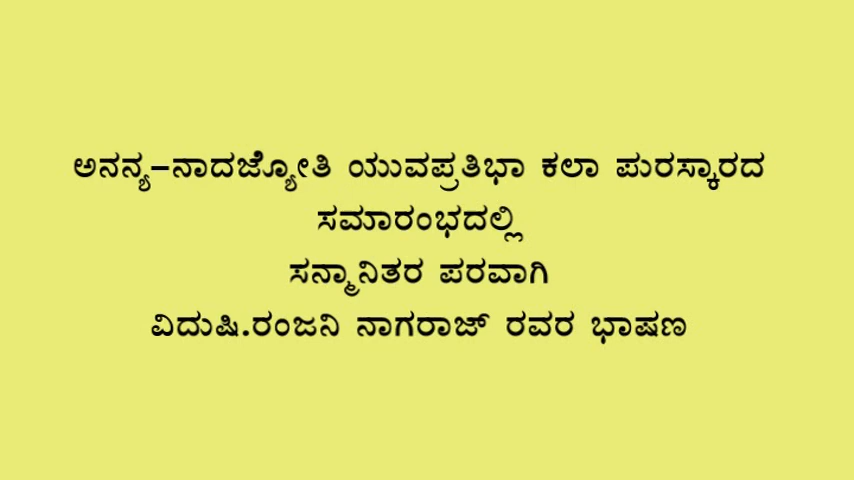 ಅನನ್ಯ–ನಾದಜ್ಯೋತಿ ಯುವಪ್ರತಿಭಾ ಕಲಾ ಪುರಸ್ಕಾರದ
ಸಮಾರಂಭದಲ್ಲಿ
ಸನ್ಮಾನಿತರ ಪರವಾಗಿ
ವಿದುಷಿ.ರಂಜನಿ ನಾಗರಾಜ್ ರವರ ಭಾಷಣ